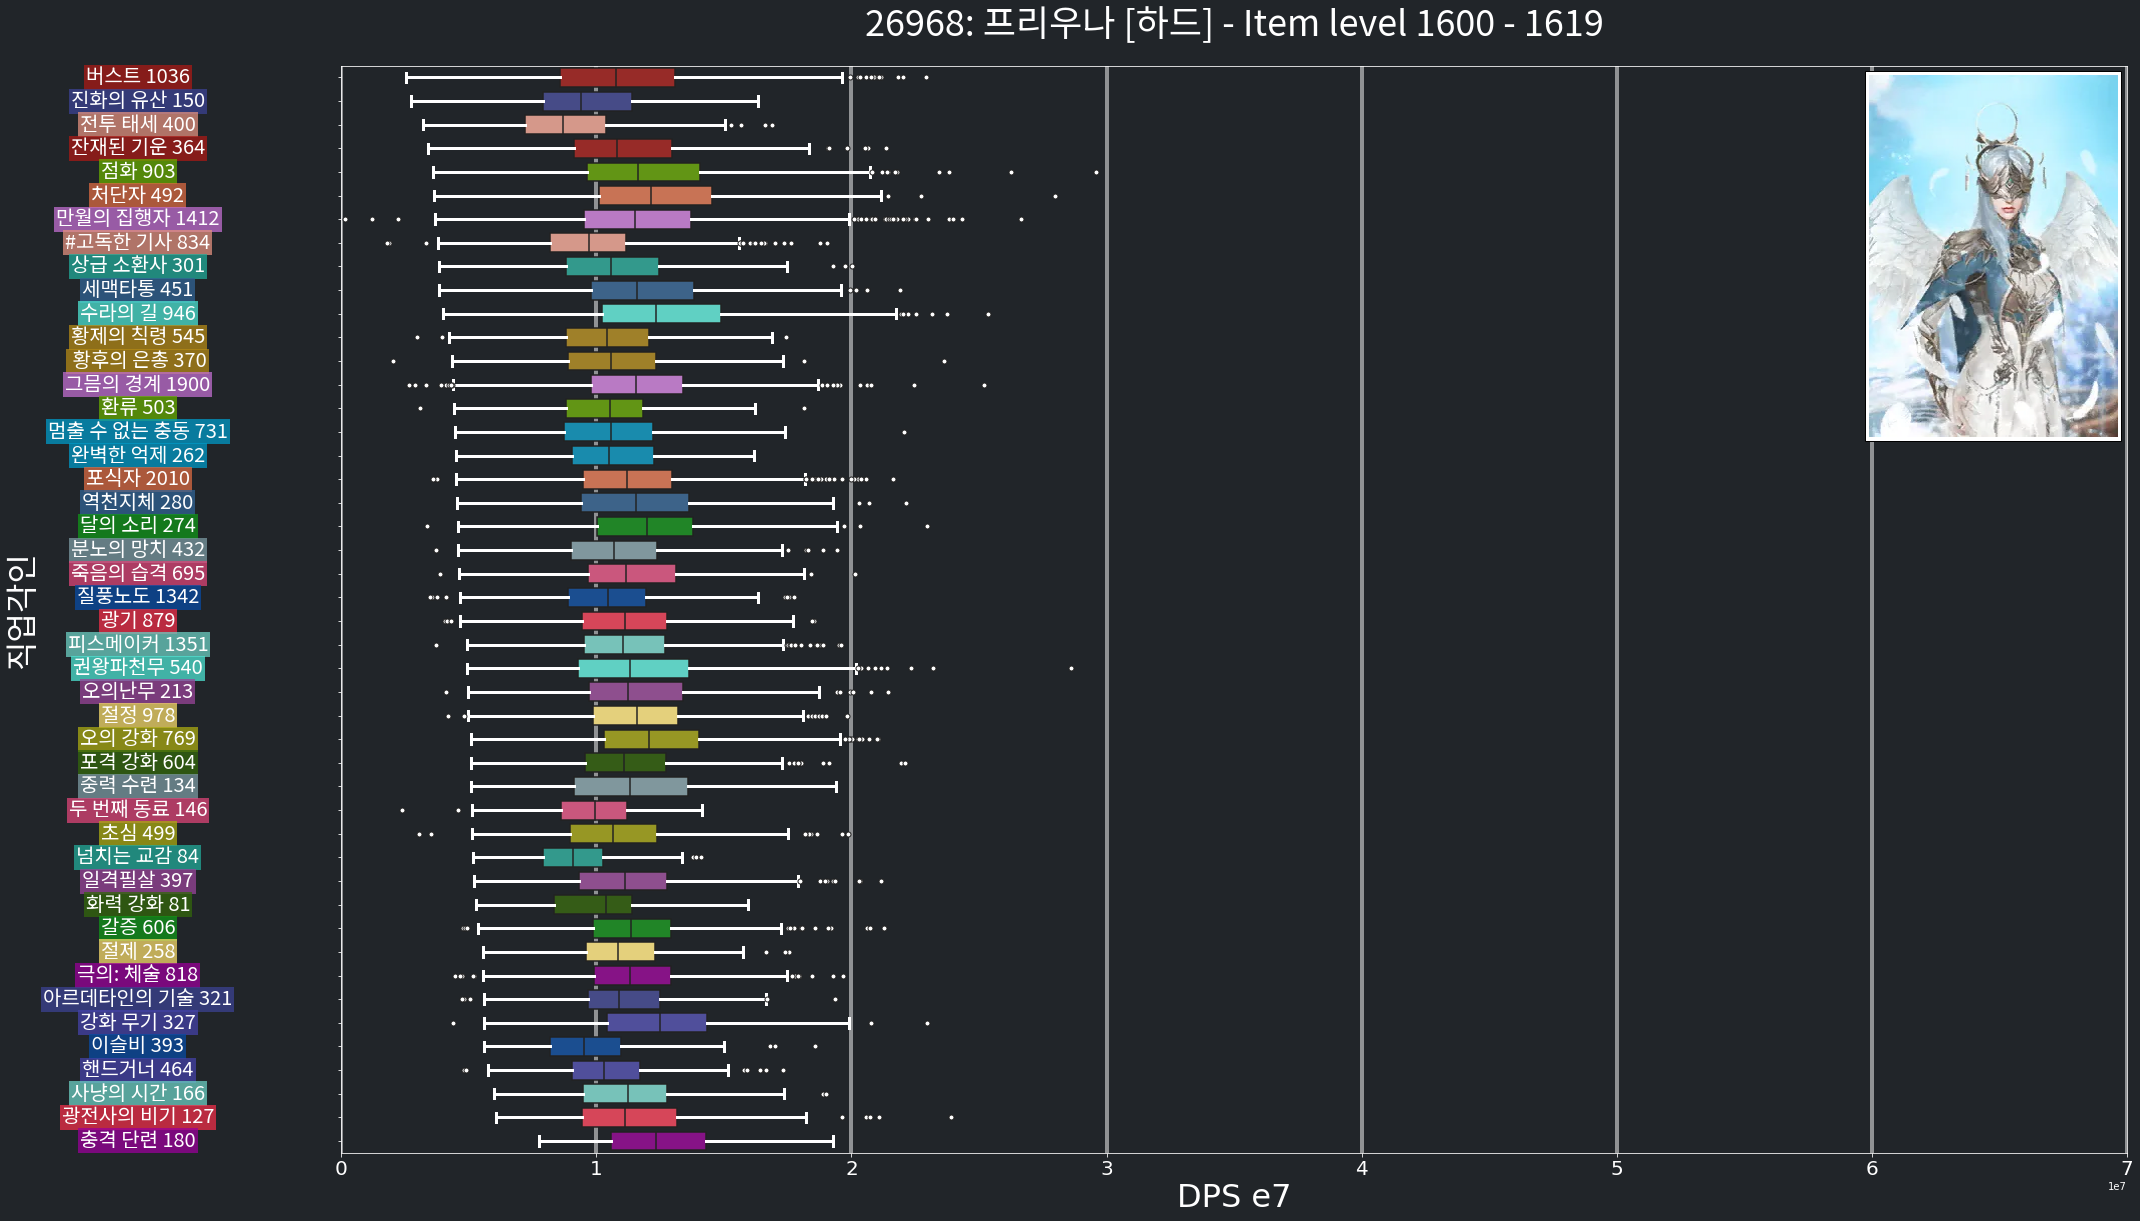 26968: 프리우나 [하드] - Item level 1600 - 1619
버스트 1036
진화의 유산 150
전투 태세 400
잔재된 기운 364
점화 903
처단자 492
만월의 집행자 1412
#고독한 기사 834
상급 소환사 301
세맥타통 451
수라의 길 946
황제의 칙령 545
황후의 은총 370
그믐의 경계 1900
환류 503
멈출 수 없는 충동 731
완벽한 억제 262
포식자 2010
역천지체 280
달의 소리 274
분노의 망치 432
죽음의 습격 695
질풍노도 1342
광기 879
피스메이커 1351
권왕파천무 540
오의난무 213
절정 978
오의 강화 769
포격 강화 604
중력 수련 134
두 번째 동료 146
초심 499
넘치는 교감 84
일격필살 397
화력 강화 81
갈증 606
절제 258
극의: 체술 818
아르데타인의 기술 321
강화 무기 327
이슬비 393
핸드거너 464
사냥의 시간 166
광전사의 비기 127
충격 단련 180
직업각인
0 1 2 3 4 5 6 7
DPS e7
1e7